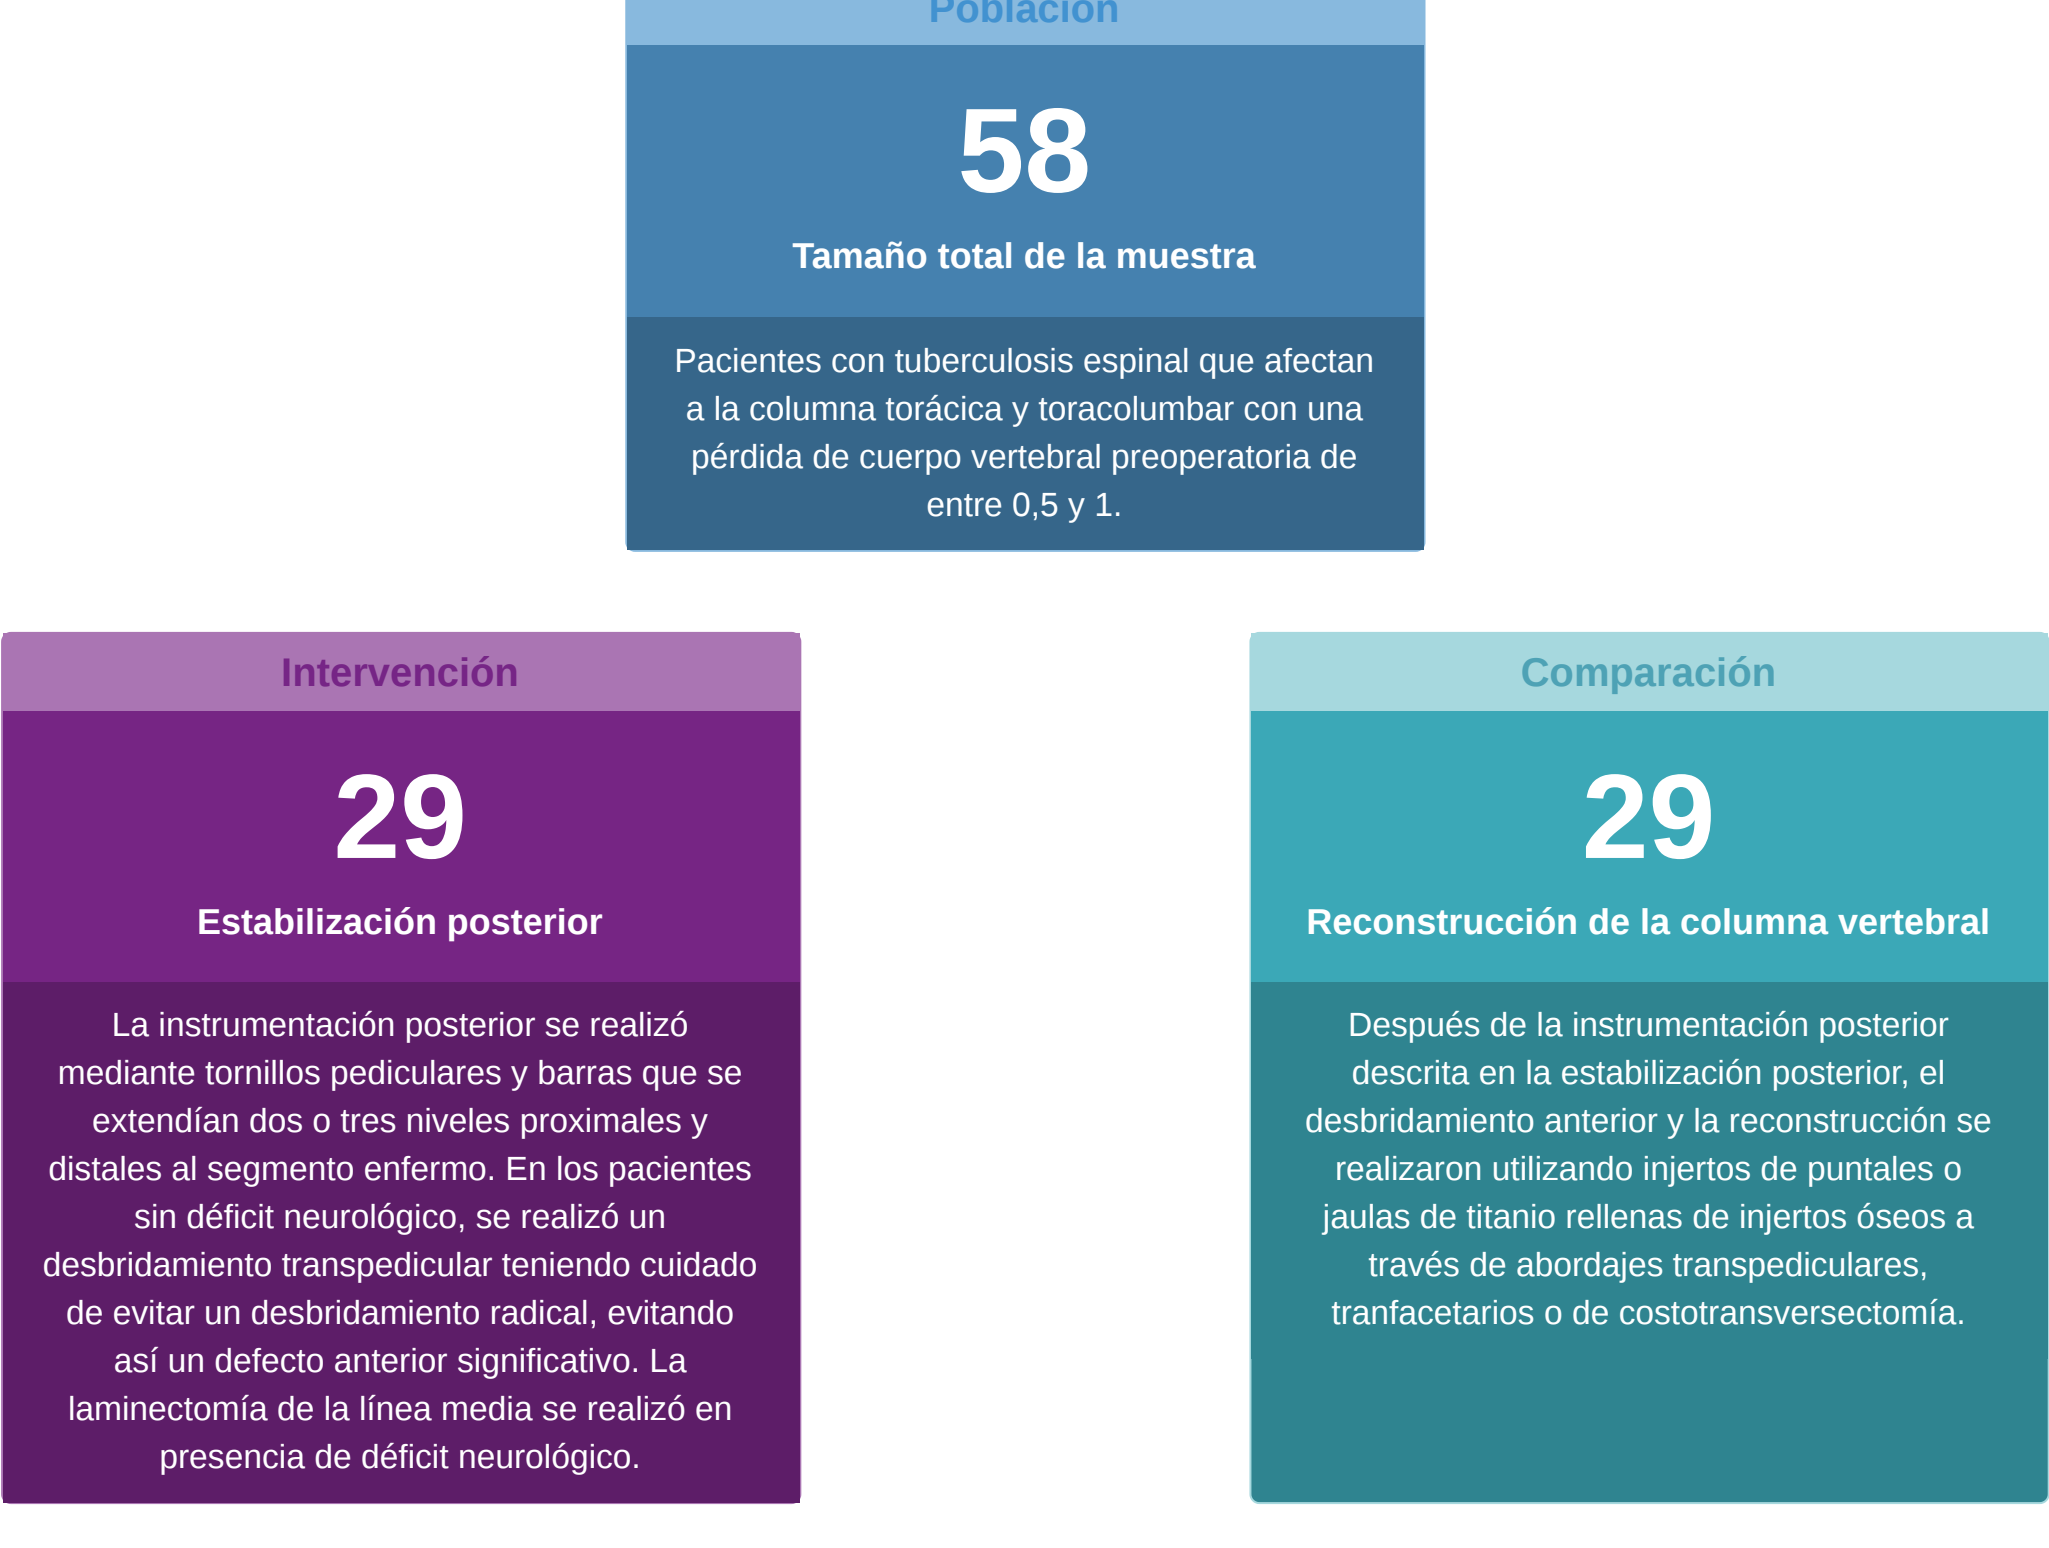 Población
58
Tamaño total de la muestra
Pacientes con tuberculosis espinal que afectan
a la columna torácica y toracolumbar con una
pérdida de cuerpo vertebral preoperatoria de
entre 0,5 y 1.
Intervención
29
Estabilización posterior
La instrumentación posterior se realizó
mediante tornillos pediculares y barras que se
extendían dos o tres niveles proximales y
distales al segmento enfermo. En los pacientes
sin déficit neurológico, se realizó un
desbridamiento transpedicular teniendo cuidado
de evitar un desbridamiento radical, evitando
así un defecto anterior significativo. La
laminectomía de la línea media se realizó en
presencia de déficit neurológico.
Comparación
29
Reconstrucción de la columna vertebral
Después de la instrumentación posterior
descrita en la estabilización posterior, el
desbridamiento anterior y la reconstrucción se
realizaron utilizando injertos de puntales o
jaulas de titanio rellenas de injertos óseos a
través de abordajes transpediculares,
tranfacetarios o de costotransversectomía.